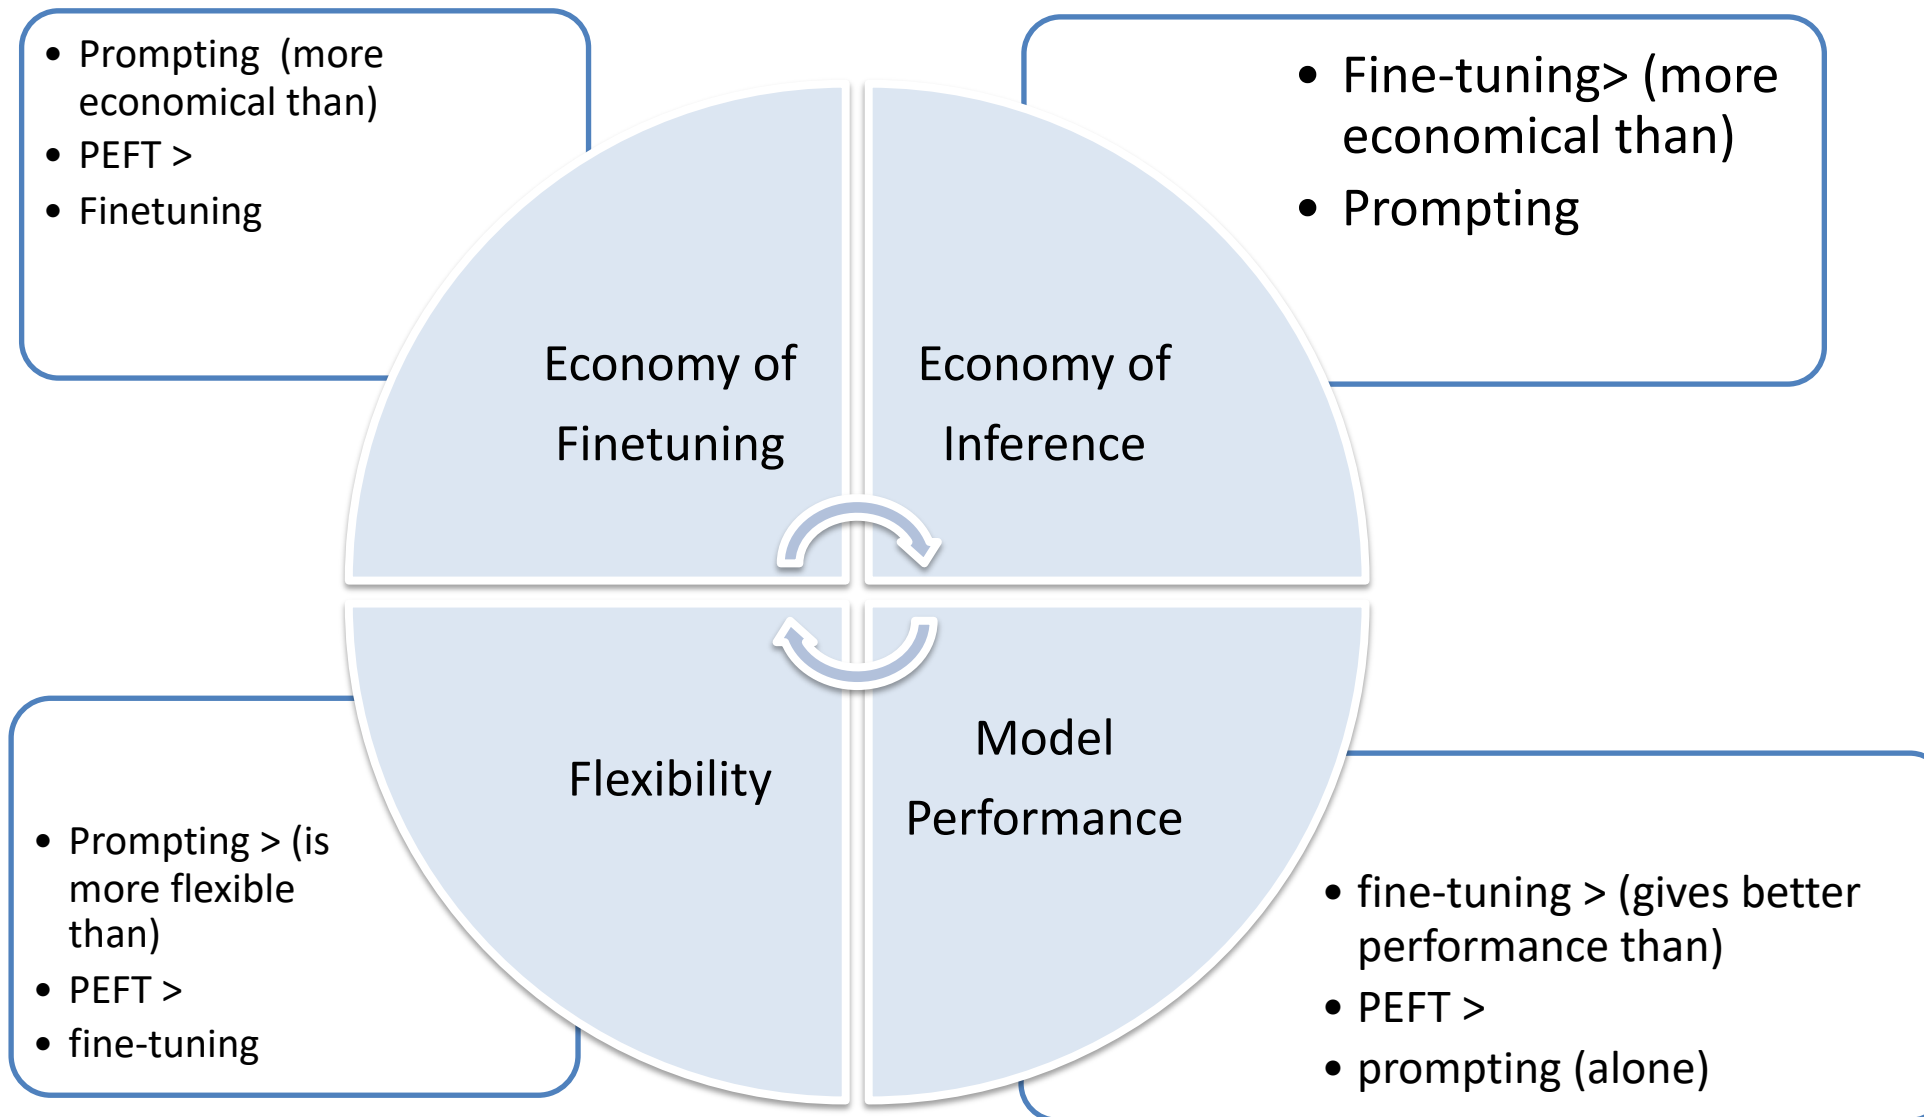 • Prompting  (more
economical than)
• PEFT >
• Finetuning
• Fine-tuning> (more
economical than)
• Prompting
Economy of
Finetuning
Economy of
Inference
Flexibility
Model
Performance
• Prompting > (is
more flexible
than)
• PEFT >
• fine-tuning
• fine-tuning > (gives better
performance than)
• PEFT >
• prompting (alone)